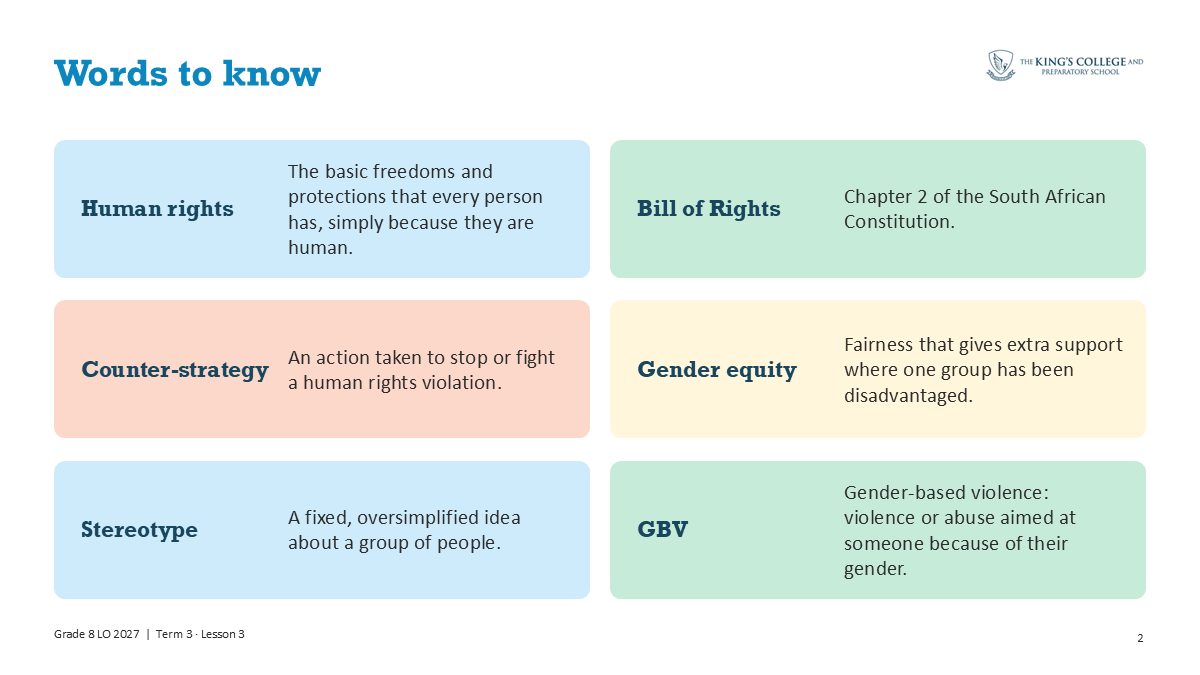 Words to know
THE KING'S COLLEGE AND
PREPARATORY SCHOOL
Human rights
The basic freedoms and
protections that every person
has, simply because they are
human.
Bill of Rights
Chapter 2 of the South African
Constitution.
Counter-strategy
An action taken to stop or fight
a human rights violation.
Gender equity
Fairness that gives extra support
where one group has been
disadvantaged.
Stereotype
A fixed, oversimplified idea
about a group of people.
GBV
Gender-based violence:
violence or abuse aimed at
someone because of their
gender.
Grade 8 LO 2027 | Term 3 · Lesson 3
2